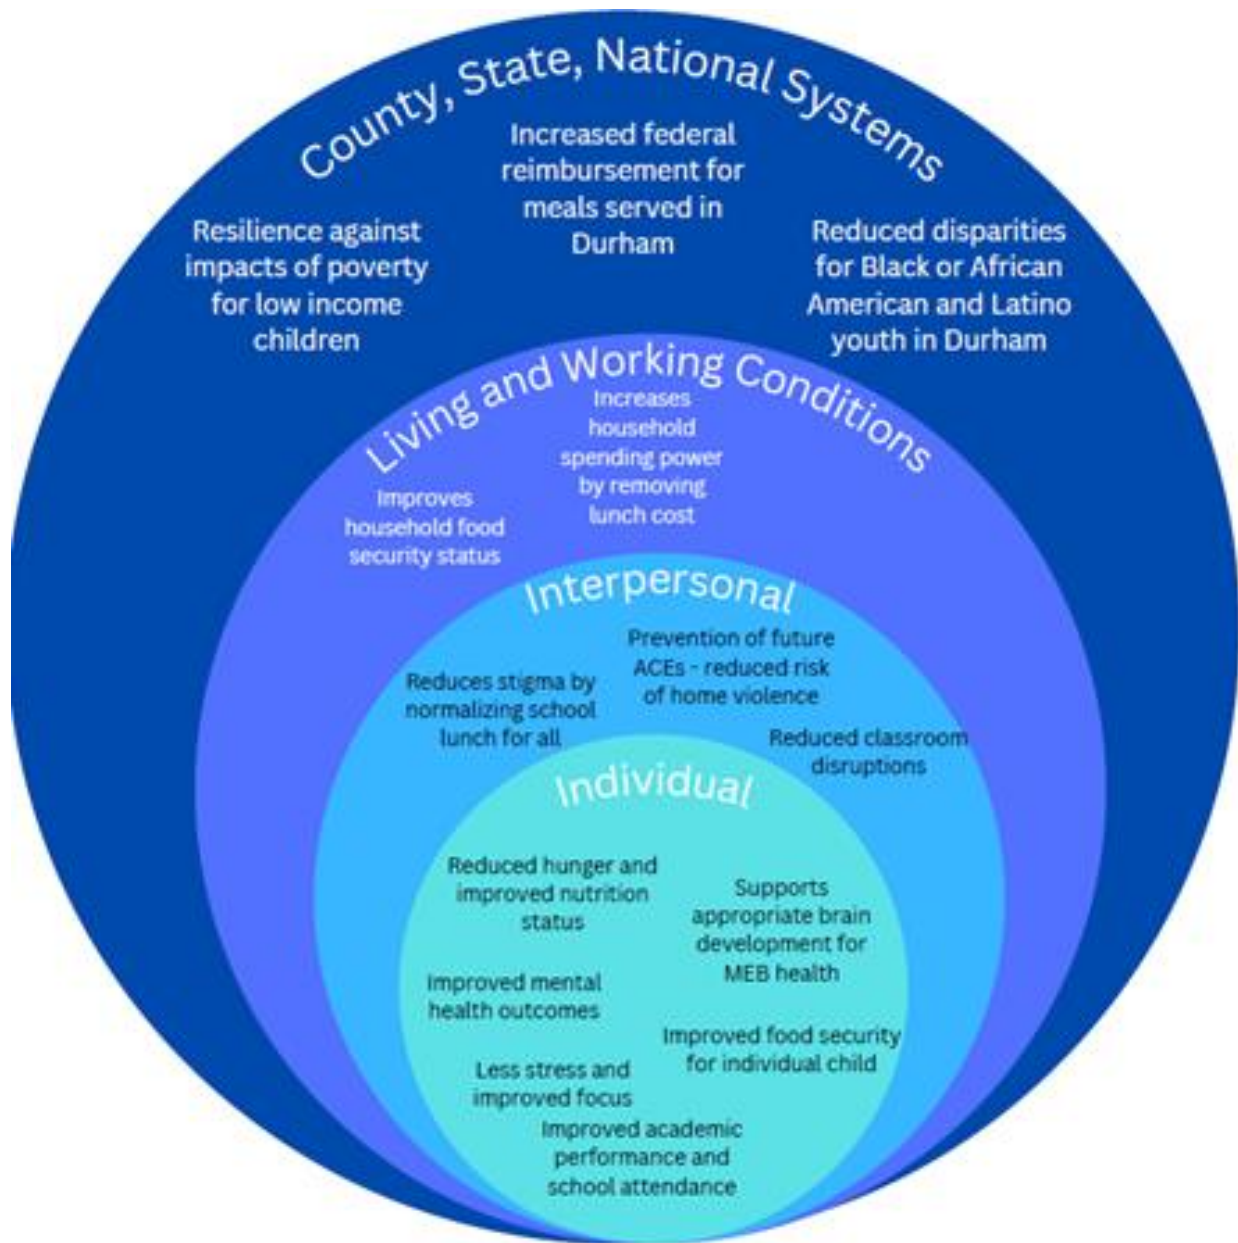 County, State, National Systems
Increased federal
reimbursement for
meals served in
Durham
Resilience against
impacts of poverty
for low income
children
Reduced disparities
for Black or African
American and Latino
youth in Durham
Living and Working Conditions
Increases
household
spending power
by removing
lunch cost
Improves
household food
security status
Interpersonal
Prevention of future
ACEs - reduced risk
of home violence
Reduces stigma by
normalizing school
lunch for all
Reduced classroom
disruptions
Individual
Reduced hunger and
improved nutrition
status
Supports
appropriate brain
development for
MEB health
Improved mental
health outcomes
Improved food security
for individual child
Less stress and
improved focus
Improved academic
performance and
school attendance